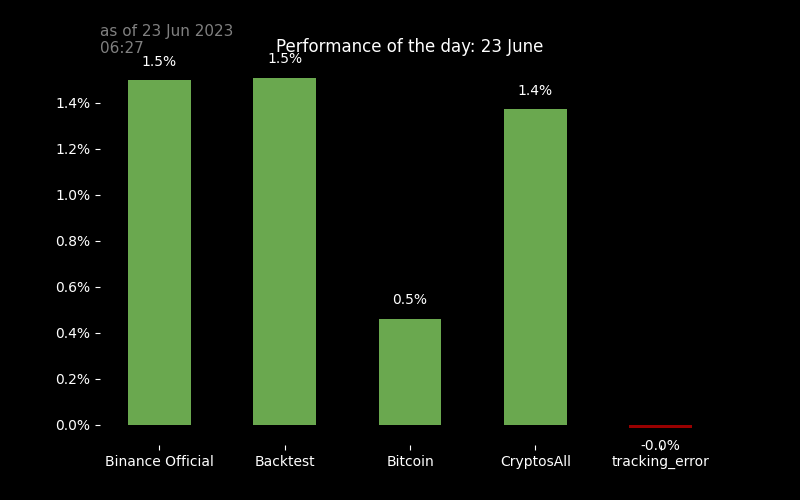 as of 23 Jun 2023
06:27
Performance of the day: 23 June
1.5%
1.5%
0.5%
1.4%
-0.0%
1.4%
1.2%
1.0%
0.8%
0.6%
0.4%
0.2%
0.0%
Binance Official
Backtest
Bitcoin
CryptosAll
tracking_error